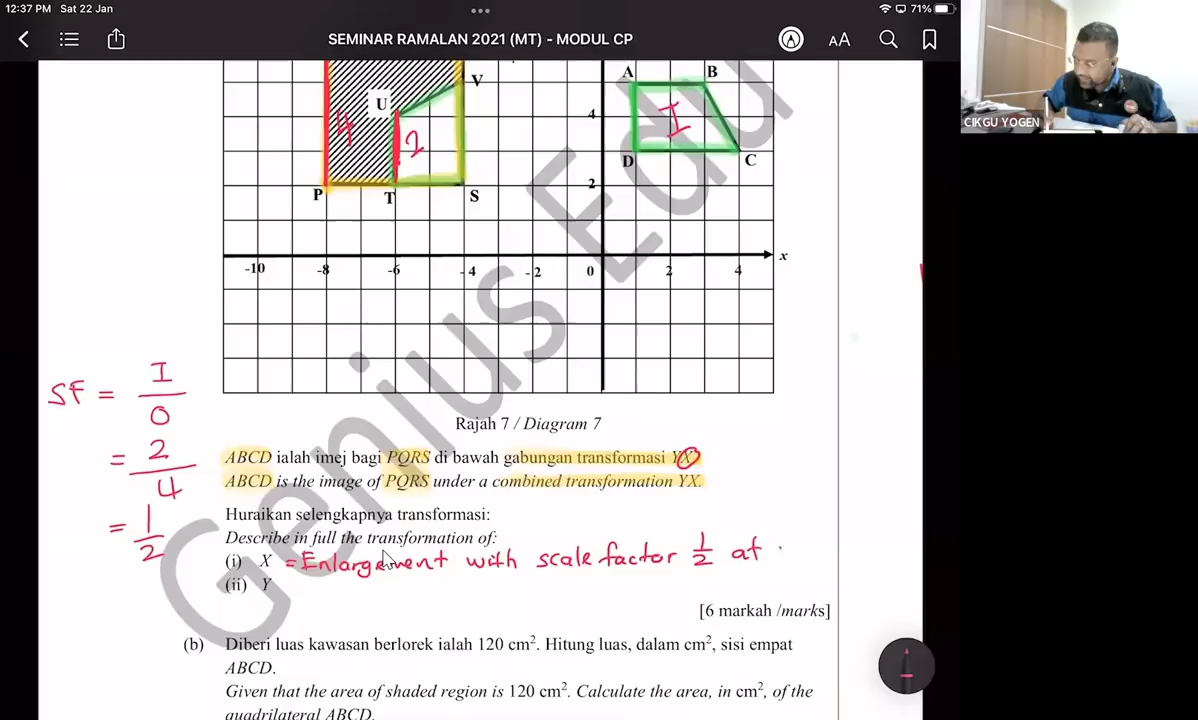 12:37 PM Sat 22 Jan
71%
SEMINAR RAMALAN 2021 (MT) - MODUL CP
AA
CIKGU YOGEN
Genius Edu
A B
V
U
4
4
I
2
D C
2
P T S
-10 -8 -6 -4 -2 0 2 4 x
SF = I
0
= 2
4
= 1
2
Rajah 7 / Diagram 7
ABCD ialah imej bagi PQRS di bawah gabungan transformasi YX
ABCD is the image of PQRS under a combined transformation YX.
Huraikan selengkapnya transformasi:
Describe in full the transformation of:
(i) X = Enlargement with scale factor 1/2 at
(ii) Y
[6 markah /marks]
(b) Diberi luas kawasan berlorek ialah 120 cm². Hitung luas, dalam cm², sisi empat
ABCD.
Given that the area of shaded region is 120 cm². Calculate the area, in cm², of the
quadrilateral ABCD.